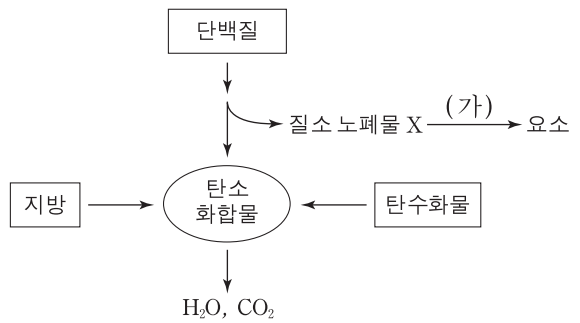 단백질
(가)
질소 노폐물 X
요소
지방
탄소
화합물
탄수화물
H₂O, CO₂